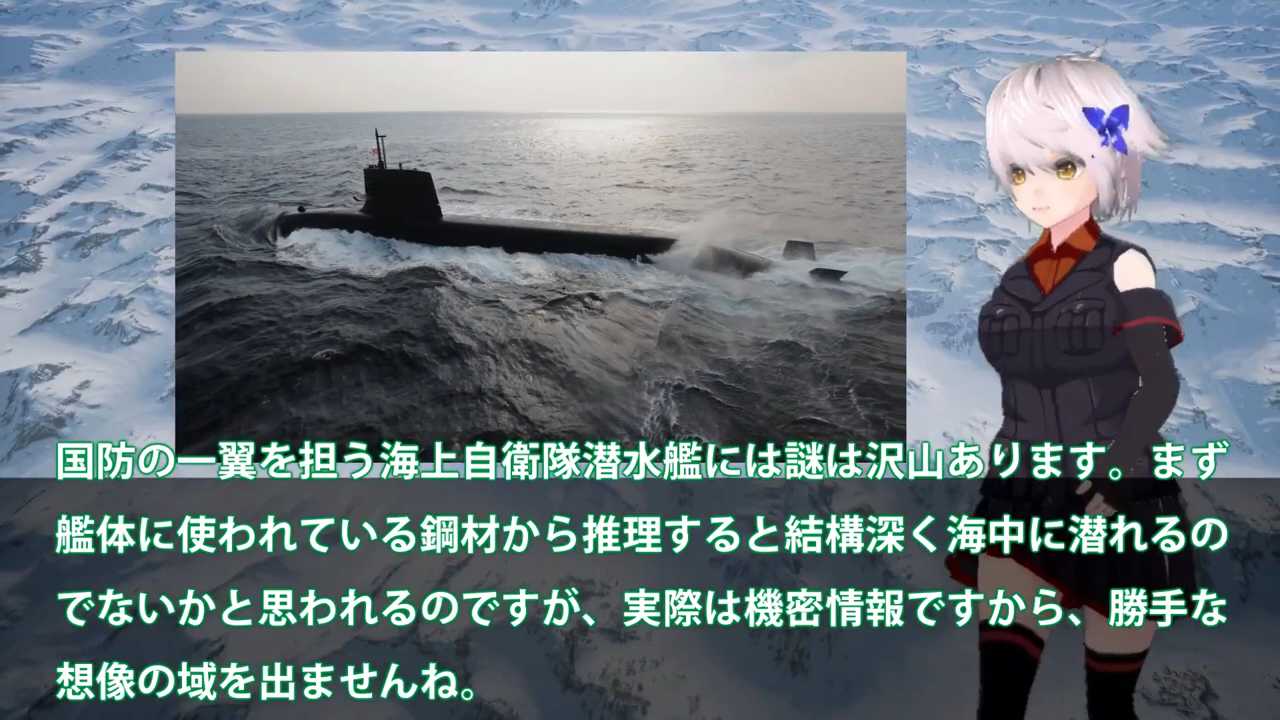 国防の一翼を担う海上自衛隊潜水艦には謎は沢山あります。まず
艦体に使われている鋼材から推理すると結構深く海中に潜れるの
でないかと思われるのですが、実際は機密情報ですから、勝手な
想像の域を出ませんね。